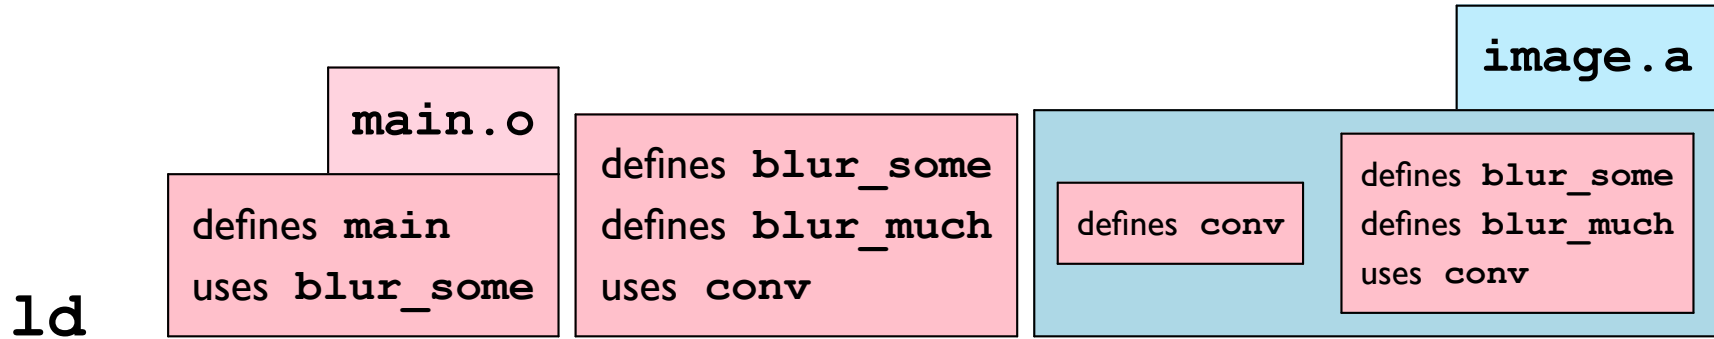 ld
main.o
defines main
uses blur_some
defines blur_some
defines blur_much
uses conv
image.a
defines conv
defines blur_some
defines blur_much
uses conv